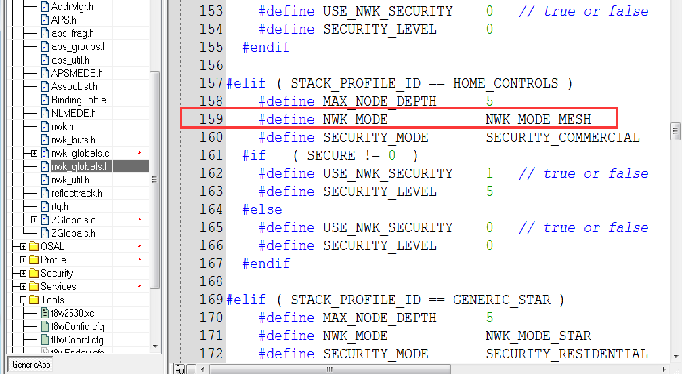 AddrMgr.h
APS.h
aps_frag.h
aps_groups.h
aps_util.h
APSMEDE.h
AssocList.h
BindingTable.h
NLMEDE.h
nwk.h
nwk_bufs.h
nwk_globals.c
nwk_globals.h
nwk_util.h
reflecttrack.h
rtg.h
ZGlobals.c
ZGlobals.h
OSAL
Profile
Security
Services
Tools
f8w2530.xcl
f8wConfig.cfg
f8wCoord.cfg
GenericApp
153 #define USE_NWK_SECURITY 0 // true or false
154 #define SECURITY_LEVEL 0
155 #endif
156
157 #elif ( STACK_PROFILE_ID == HOME_CONTROLS )
158 #define MAX_NODE_DEPTH 5
159 #define NWK_MODE NWK_MODE_MESH
160 #define SECURITY_MODE SECURITY_COMMERCIAL
161 #if ( SECURE != 0 )
162 #define USE_NWK_SECURITY 1 // true or false
163 #define SECURITY_LEVEL 5
164 #else
165 #define USE_NWK_SECURITY 0 // true or false
166 #define SECURITY_LEVEL 0
167 #endif
168
169 #elif ( STACK_PROFILE_ID == GENERIC_STAR )
170 #define MAX_NODE_DEPTH 5
171 #define NWK_MODE NWK_MODE_STAR
172 #define SECURITY_MODE SECURITY_RESIDENTIAL